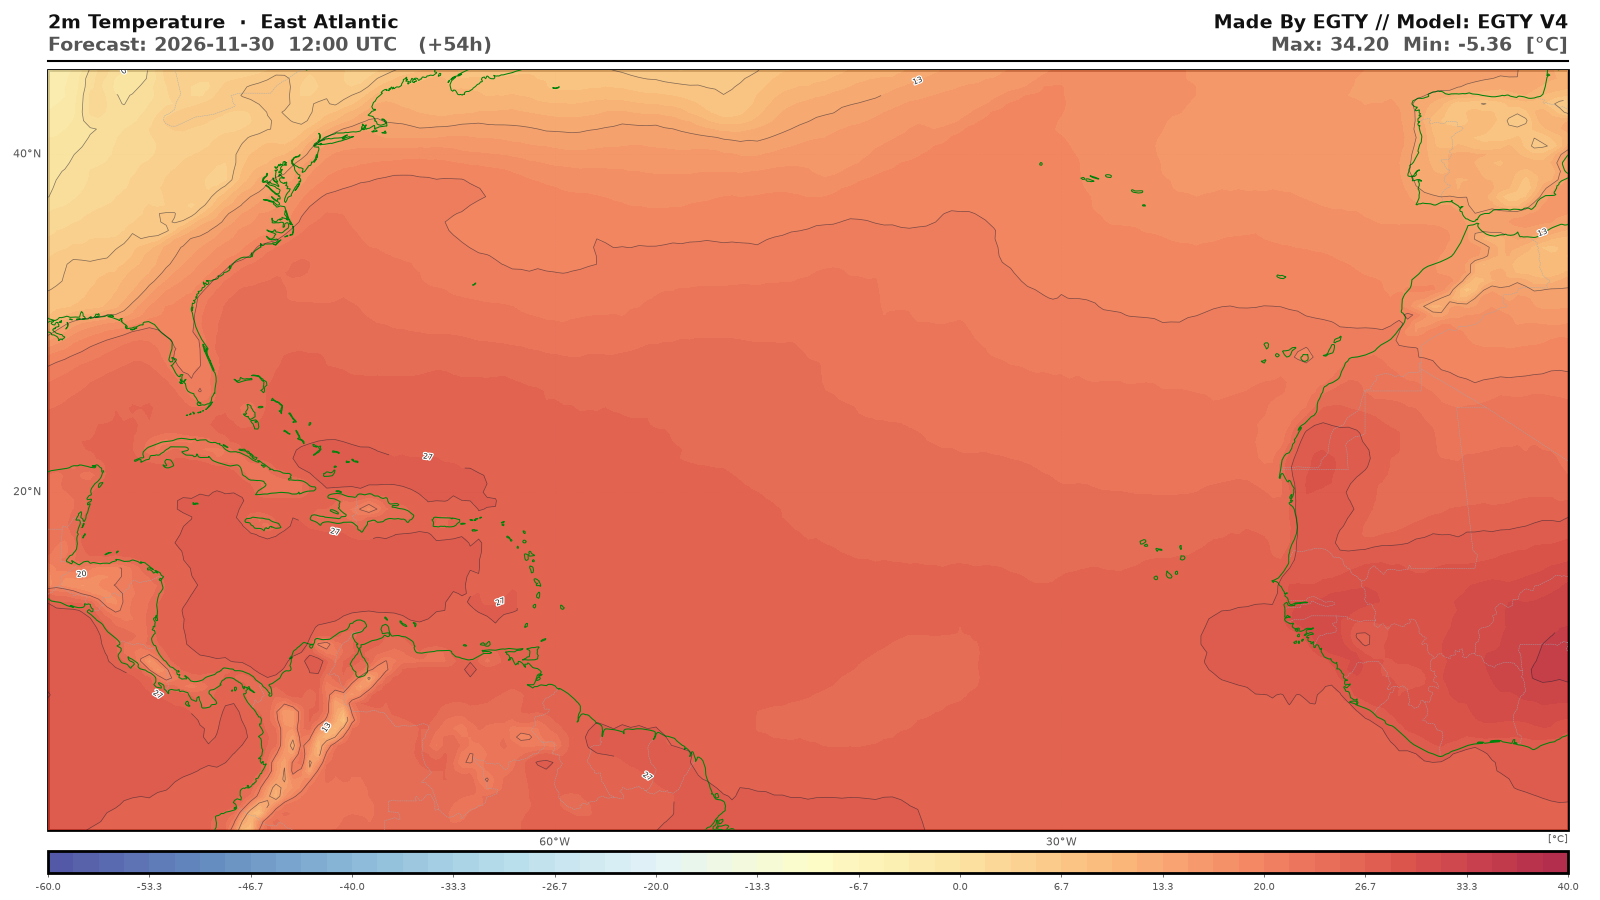 2m Temperature · East Atlantic
Made By EGTY // Model: EGTY V4
Forecast: 2026-11-30 12:00 UTC (+54h)
Max: 34.20 Min: -5.36 [°C]
13
40°N
13
27
20°N
27
20
27
27
13
27
60°W
30°W
[°C]
-60.0
-53.3
-46.7
-40.0
-33.3
-26.7
-20.0
-13.3
-6.7
0.0
6.7
13.3
20.0
26.7
33.3
40.0